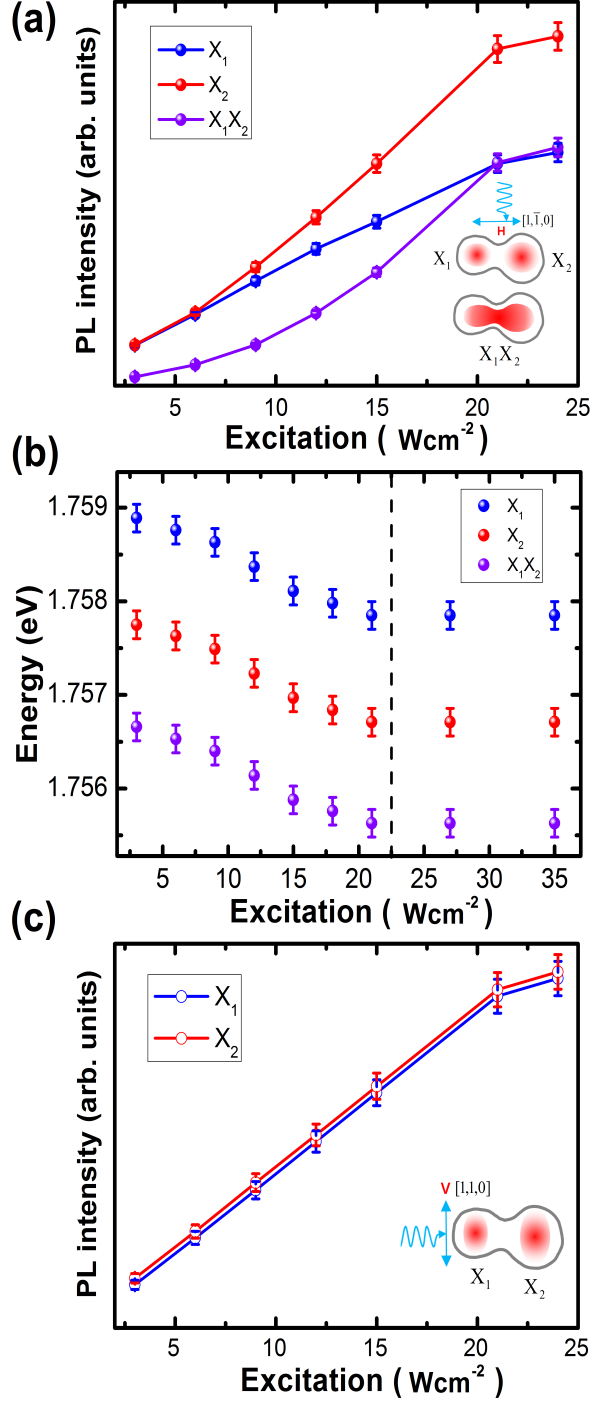 (a)
X₁
X₂
X₁X₂
PL intensity (arb. units)
[1,1̅,0]
H
X₁
X₂
X₁X₂
5 10 15 20 25
Excitation ( Wcm⁻²
(b)
1.759
1.758
1.757
1.756
Energy (eV)
X₁
X₂
X₁X₂
5 10 15 20 25 30 35
Excitation ( Wcm⁻²
(c)
X₁
X₂
PL intensity (arb. units)
V [1,1,0]
X₁
X₂
5 10 15 20 25
Excitation ( Wcm⁻²